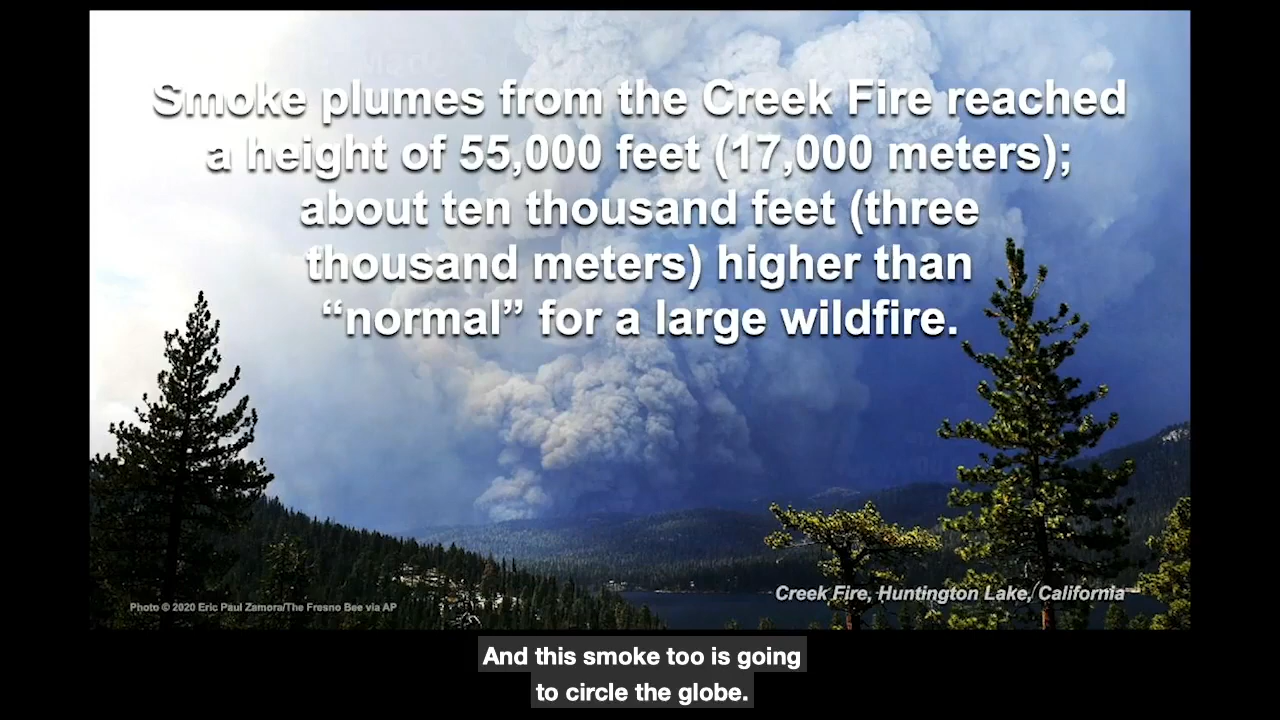 Smoke plumes from the Creek Fire reached
a height of 55,000 feet (17,000 meters);
about ten thousand feet (three
thousand meters) higher than
“normal” for a large wildfire.
Creek Fire, Huntington Lake, California
Photo © 2020 Eric Paul Zamora/The Fresno Bee via AP
And this smoke too is going
to circle the globe.